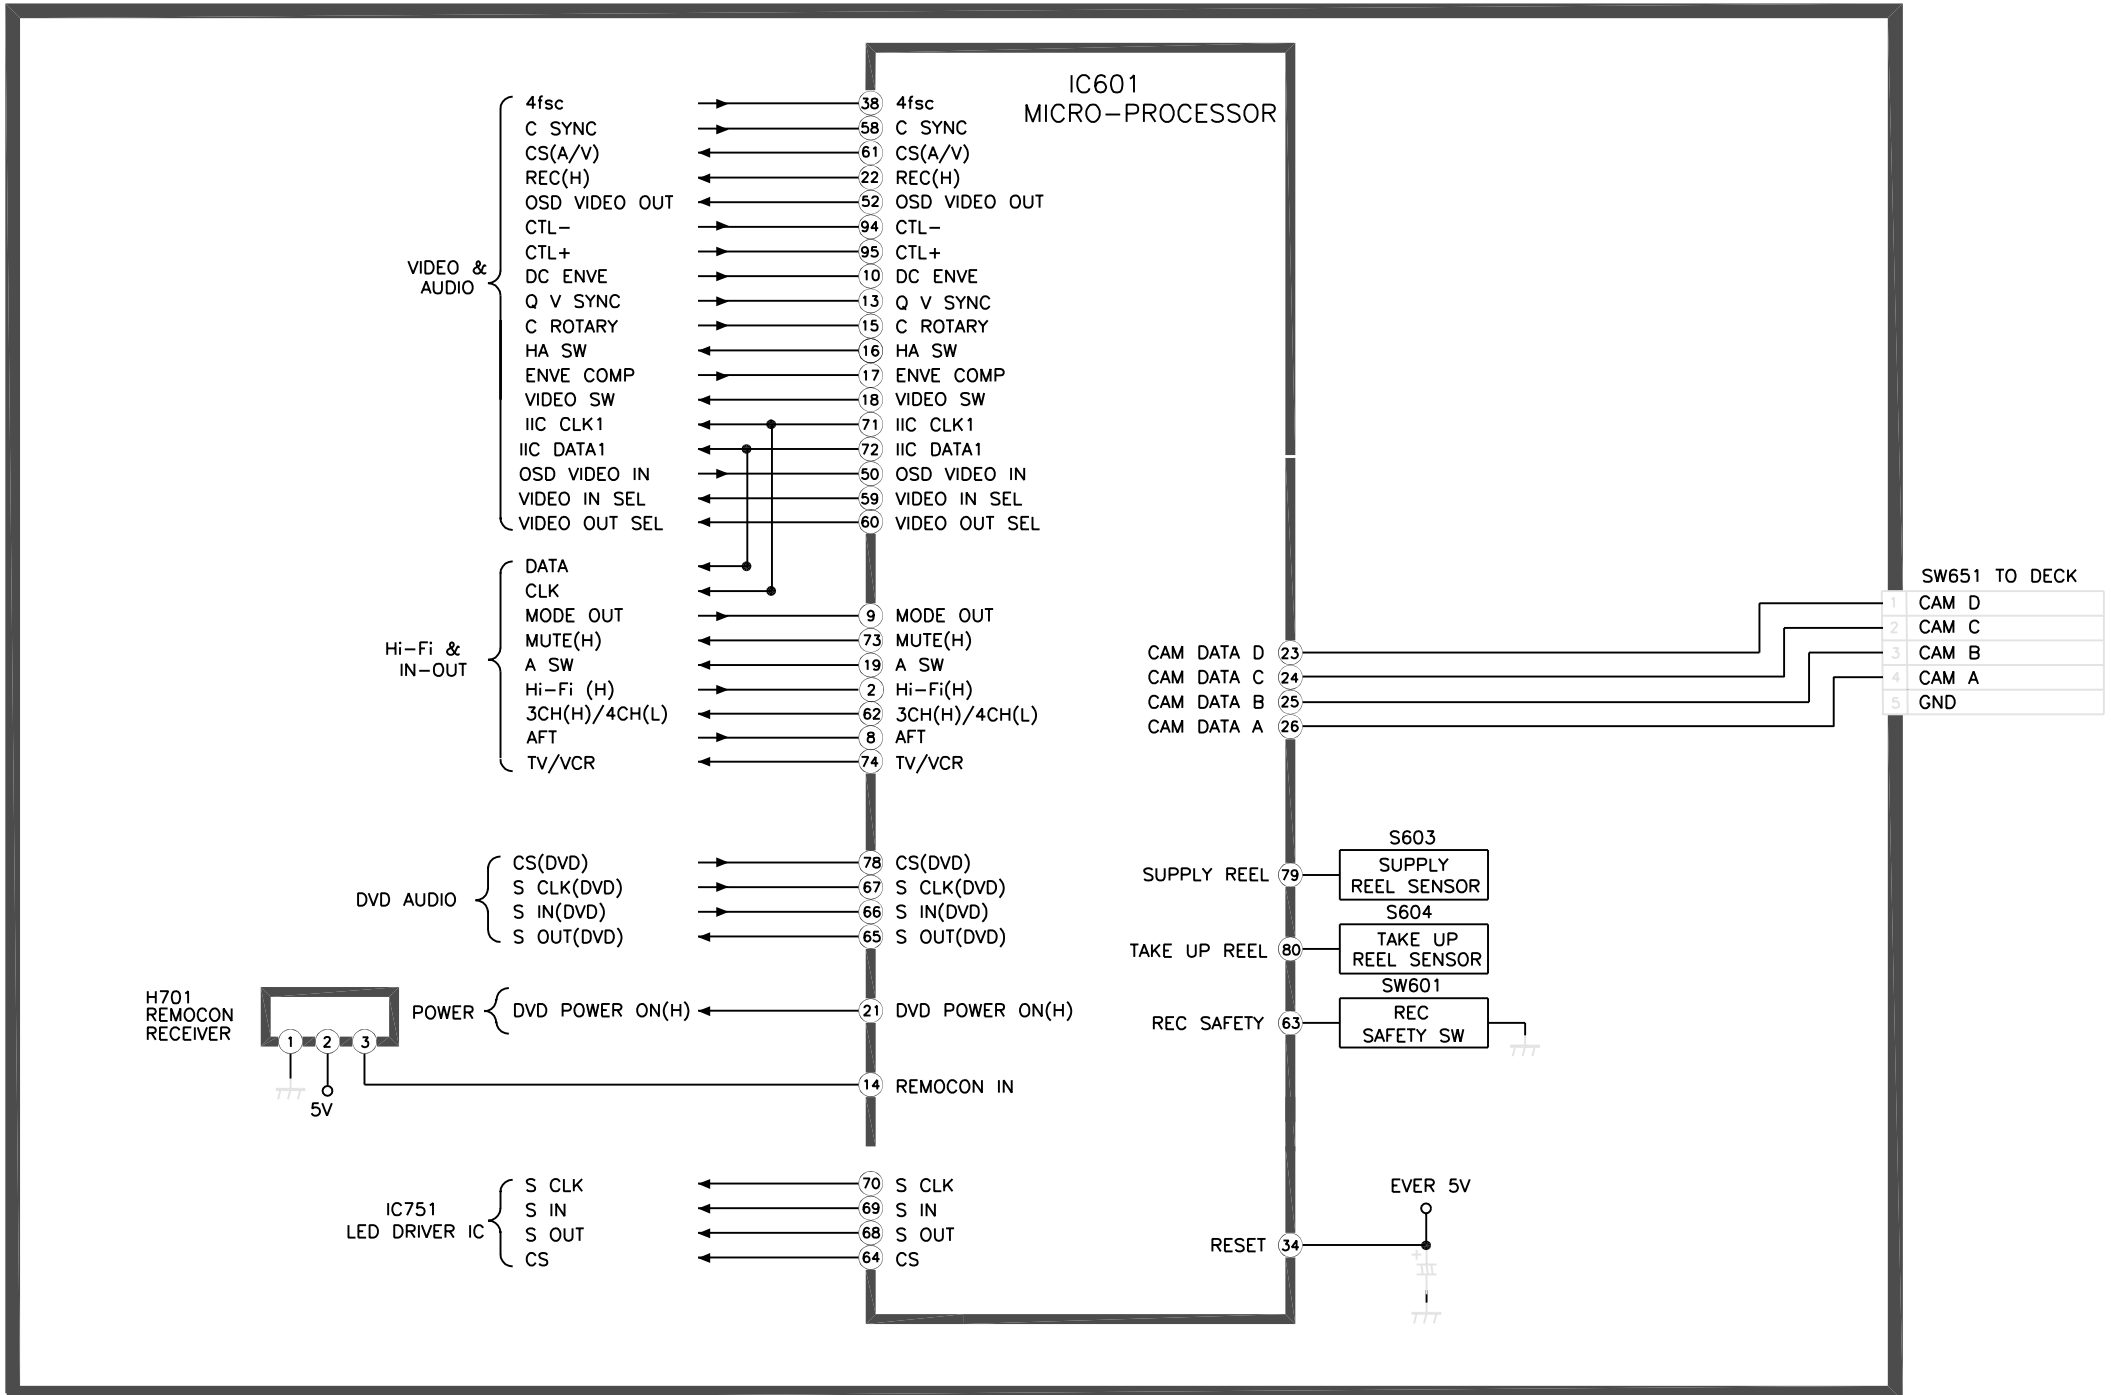 IC601
MICRO-PROCESSOR
VIDEO &
AUDIO
4fsc 38 4fsc
C SYNC 58 C SYNC
CS(A/V) 61 CS(A/V)
REC(H) 22 REC(H)
OSD VIDEO OUT 52 OSD VIDEO OUT
CTL- 94 CTL-
CTL+ 95 CTL+
DC ENVE 10 DC ENVE
Q V SYNC 13 Q V SYNC
C ROTARY 15 C ROTARY
HA SW 16 HA SW
ENVE COMP 17 ENVE COMP
VIDEO SW 18 VIDEO SW
IIC CLK1 71 IIC CLK1
IIC DATA1 72 IIC DATA1
OSD VIDEO IN 50 OSD VIDEO IN
VIDEO IN SEL 59 VIDEO IN SEL
VIDEO OUT SEL 60 VIDEO OUT SEL
Hi-Fi &
IN-OUT
DATA
CLK
MODE OUT 9 MODE OUT
MUTE(H) 73 MUTE(H)
A SW 19 A SW
Hi-Fi (H) 2 Hi-Fi(H)
3CH(H)/4CH(L) 62 3CH(H)/4CH(L)
AFT 8 AFT
TV/VCR 74 TV/VCR
DVD AUDIO
CS(DVD) 78 CS(DVD)
S CLK(DVD) 67 S CLK(DVD)
S IN(DVD) 66 S IN(DVD)
S OUT(DVD) 65 S OUT(DVD)
H701
REMOCON
RECEIVER
1 2 3
5V
POWER
DVD POWER ON(H) 21 DVD POWER ON(H)
14 REMOCON IN
IC751
LED DRIVER IC
S CLK 70 S CLK
S IN 69 S IN
S OUT 68 S OUT
CS 64 CS
CAM DATA D 23
CAM DATA C 24
CAM DATA B 25
CAM DATA A 26
SW651 TO DECK
1 CAM D
2 CAM C
3 CAM B
4 CAM A
5 GND
S603
SUPPLY REEL 79 SUPPLY
REEL SENSOR
S604
TAKE UP REEL 80 TAKE UP
REEL SENSOR
SW601
REC SAFETY 63 REC
SAFETY SW
EVER 5V
RESET 34
+